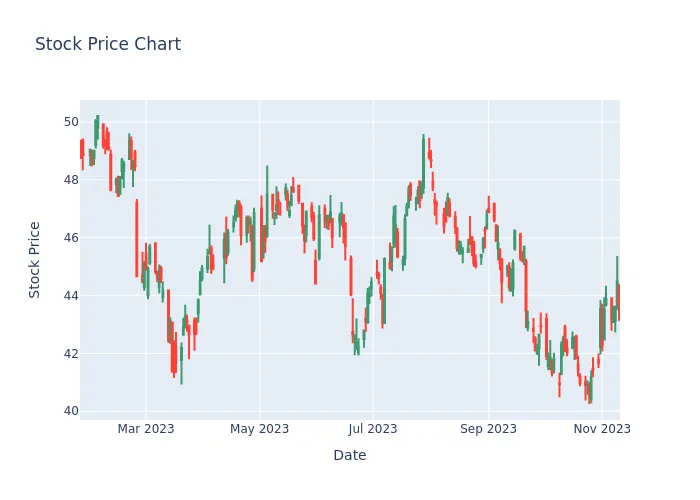 Stock Price Chart
Stock Price
50
48
46
44
42
40
Mar 2023
May 2023
Jul 2023
Sep 2023
Nov 2023
Date